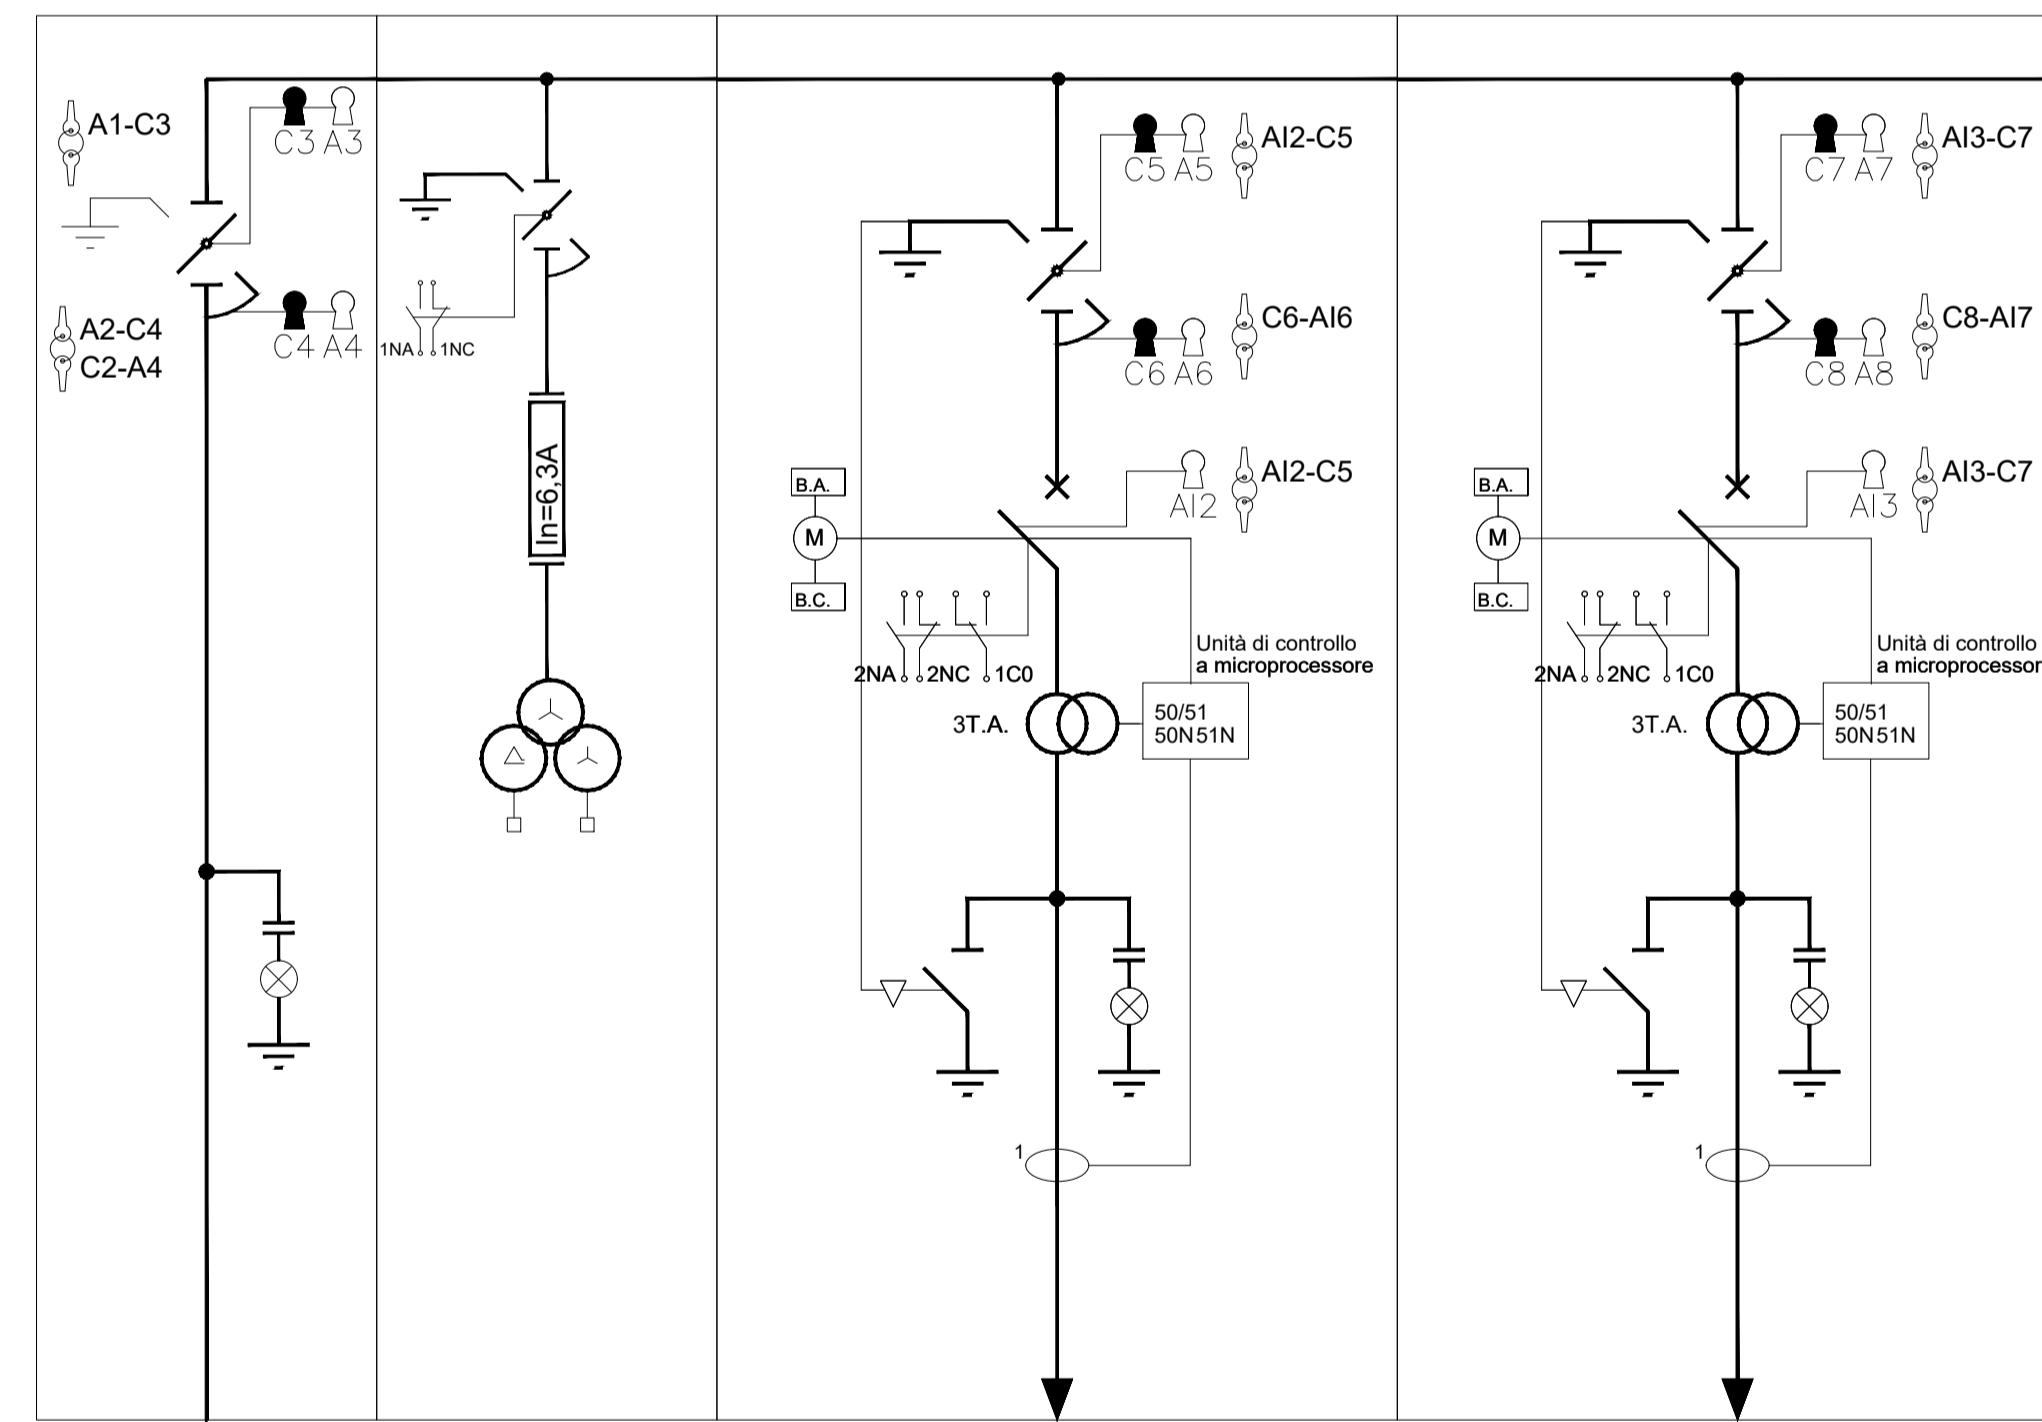 A1-C3
C3 A3
A2-C4
C2-A4
C4 A4
1NA 1NC
In=6,3A
C5 A5
AI2-C5
C6-AI6
C6 A6
AI2-C5
AI2
B.A.
M
B.C.
2NA 2NC 1C0
Unità di controllo
a microprocessore
3T.A.
50/51
50N51N
1
C7 A7
AI3-C7
C8-AI7
C8 A8
AI3-C7
AI3
B.A.
M
B.C.
2NA 2NC 1C0
Unità di controllo
a microprocessor
3T.A.
50/51
50N51N
1